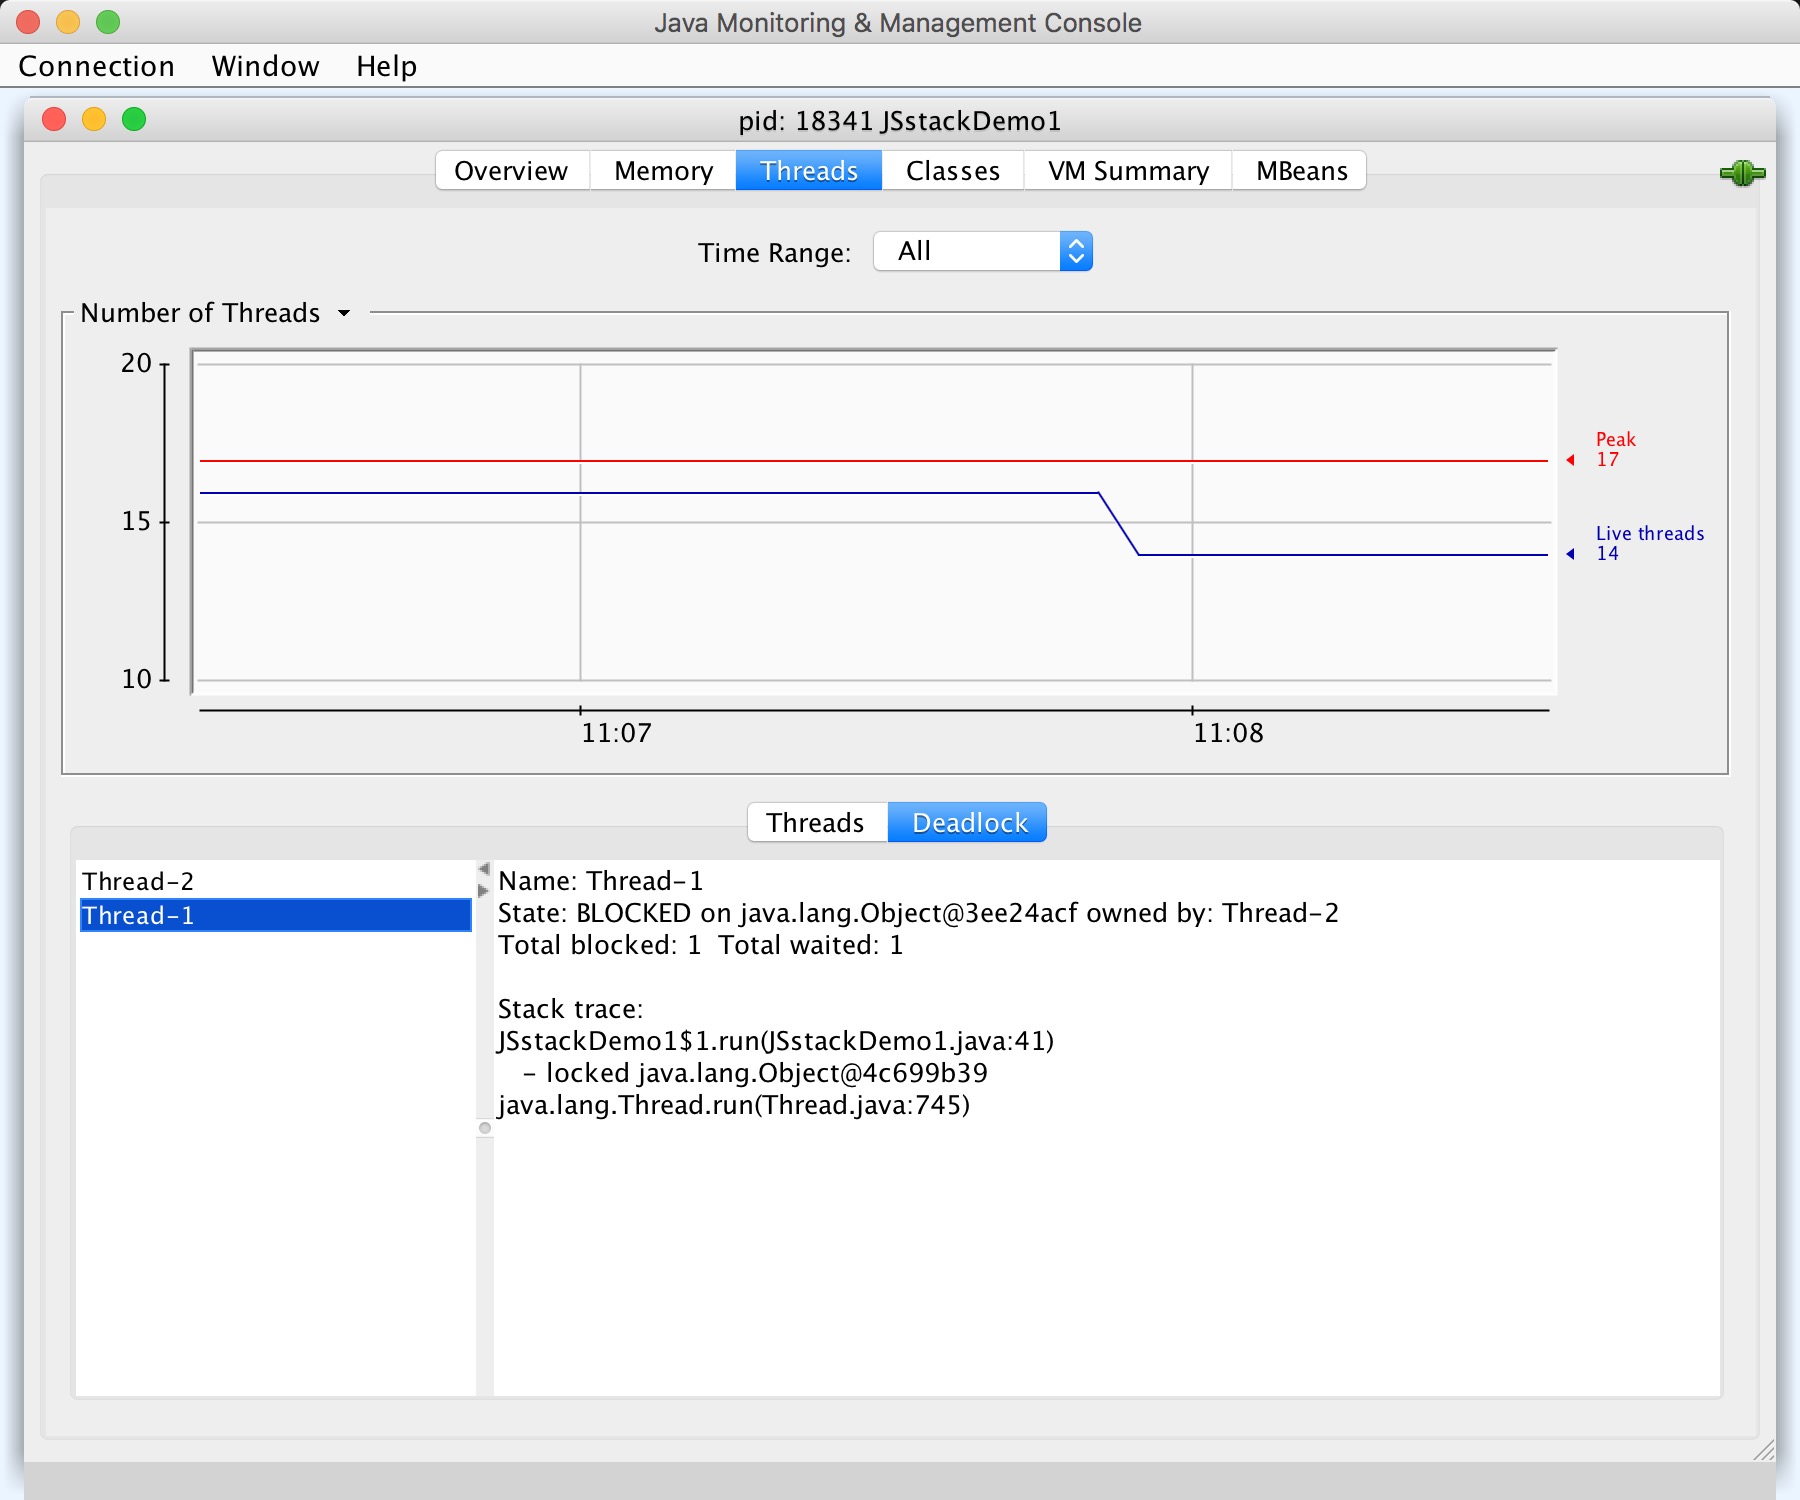 Java Monitoring & Management Console
Connection Window Help
pid: 18341 JSstackDemo1
Overview Memory Threads Classes VM Summary MBeans
Time Range: All
Number of Threads
20
15
10
Peak
17
Live threads
14
11:07 11:08
Threads Deadlock
Thread-2
Thread-1
Name: Thread-1
State: BLOCKED on java.lang.Object@3ee24acf owned by: Thread-2
Total blocked: 1 Total waited: 1
Stack trace:
JSstackDemo1$1.run(JSstackDemo1.java:41)
- locked java.lang.Object@4c699b39
java.lang.Thread.run(Thread.java:745)